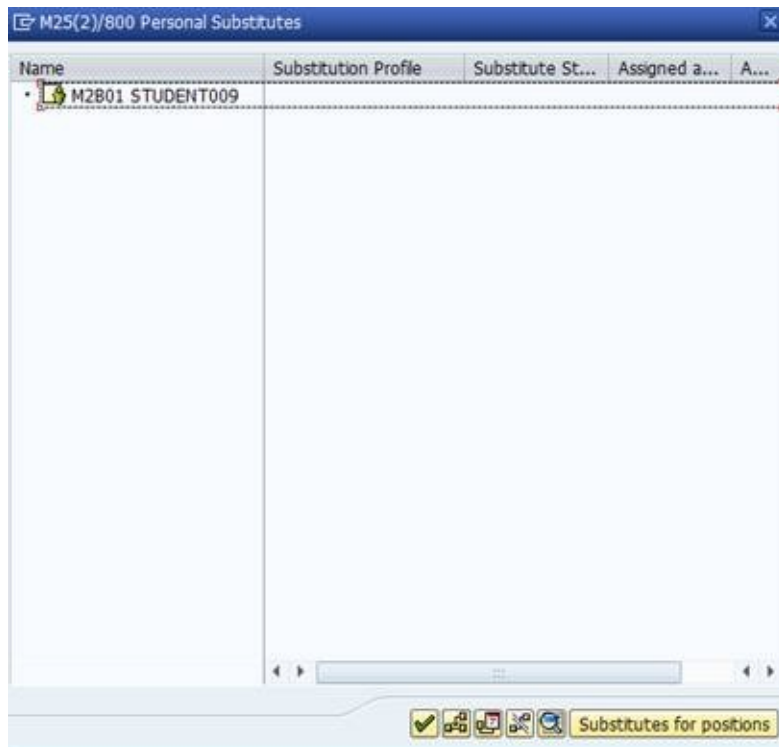 M25(2)/800 Personal Substitutes
Name Substitution Profile Substitute St... Assigned a... A...
M2B01 STUDENT009
Substitutes for positions